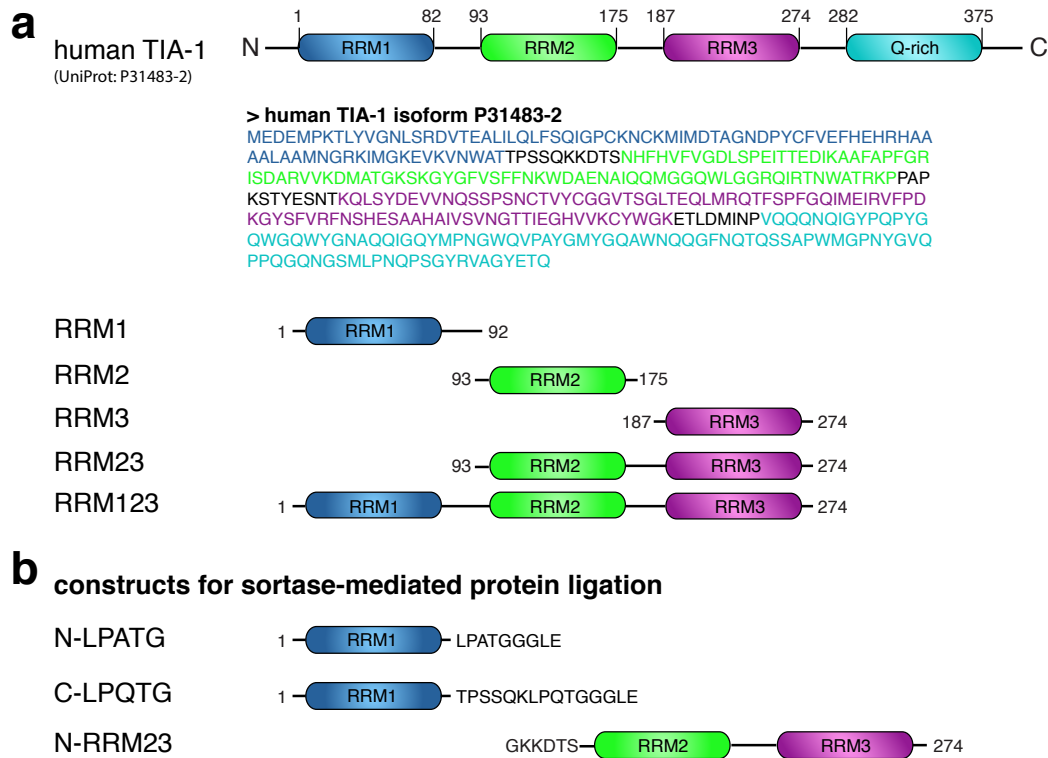 a
1 82 93 175 187 274 282 375
human TIA-1 N RRM1 RRM2 RRM3 Q-rich C
(UniProt: P31483-2)
> human TIA-1 isoform P31483-2
MEDEMPKTLYVGNLSRDVTEALILQLFSQIGPCKNCKMIMDTAGNDPYCFVEFHEHRHAA
AALAAMNGRKIMGKEVKVNWATTPSSQKKDTSNHFHVFVGDLSPEITTEDIKAAFAPFGR
ISDARVVKDMATGKSKGYGFVSFFNKWDAENAIQQMGGQWLGGRQIRTNWATRKPPAP
KSTYESNTKQLSYDEVVNQSSPSNCTVYCGGVTSGLTEQLMRQTFSPFGQIMEIRVFPD
KGYSFVRFNSHESAAHAIVSVNGTTIEGHVVKCYWGKETLDMINPVQQQNQIGYPQPYG
QWGQWYGNAQQIGQYMPNGWQVPAYGMYGQAWNQQGFNQTQSSAPWMGPNYGVQ
PPQGQNGSMLPNQPSGYRVAGYETQ
RRM1 1 RRM1 92
RRM2 93 RRM2 175
RRM3 187 RRM3 274
RRM23 93 RRM2 RRM3 274
RRM123 1 RRM1 RRM2 RRM3 274
b constructs for sortase-mediated protein ligation
N-LPATG 1 RRM1 LPATGGGLE
C-LPQTG 1 RRM1 TPSSQKLPQTGGGLE
N-RRM23 GKKDTS RRM2 RRM3 274